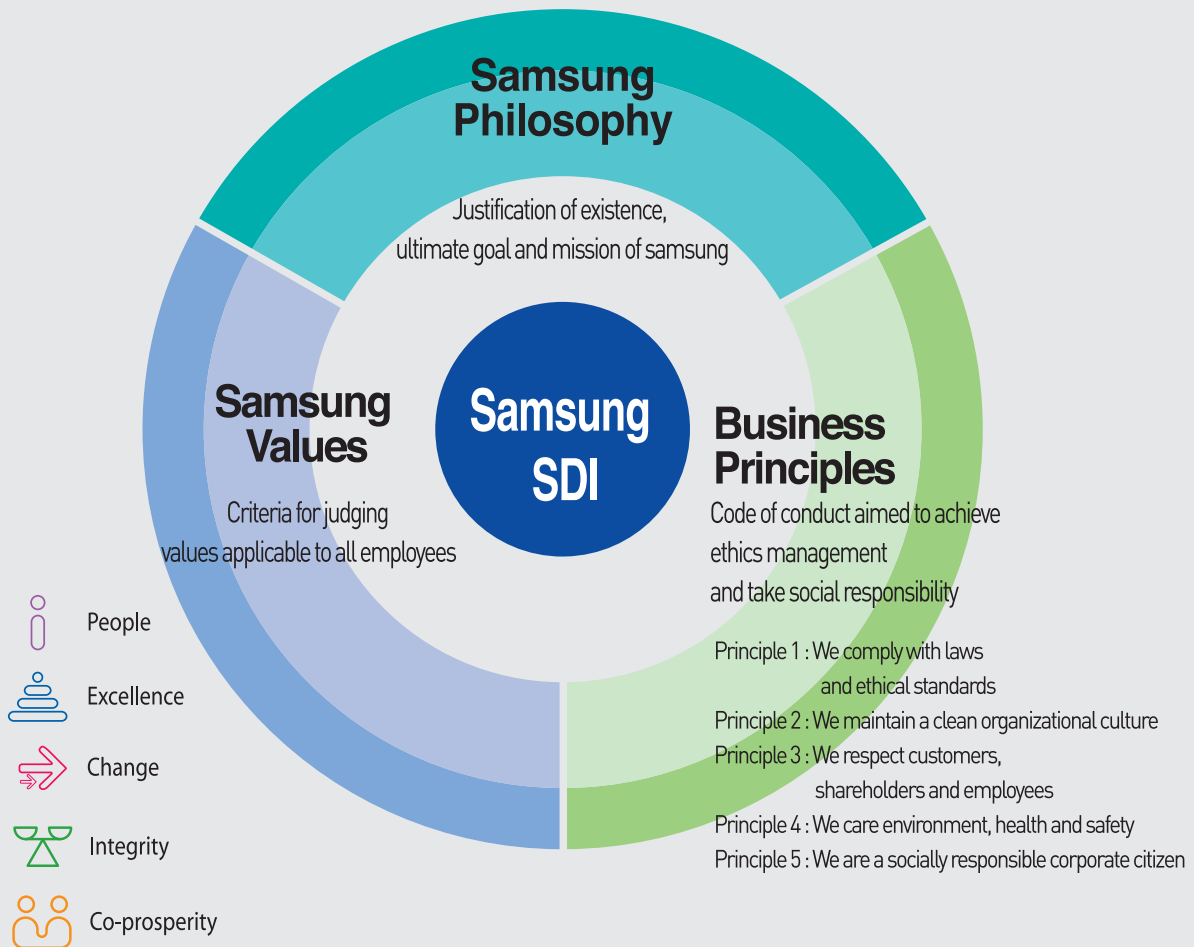 Samsung
Philosophy
Justification of existence,
ultimate goal and mission of samsung
Samsung
SDI
Samsung
Values
Criteria for judging
values applicable to all employees
People
Excellence
Change
Integrity
Co-prosperity
Business
Principles
Code of conduct aimed to achieve
ethics management
and take social responsibility
Principle 1 : We comply with laws
and ethical standards
Principle 2 : We maintain a clean organizational culture
Principle 3 : We respect customers,
shareholders and employees
Principle 4 : We care environment, health and safety
Principle 5 : We are a socially responsible corporate citizen